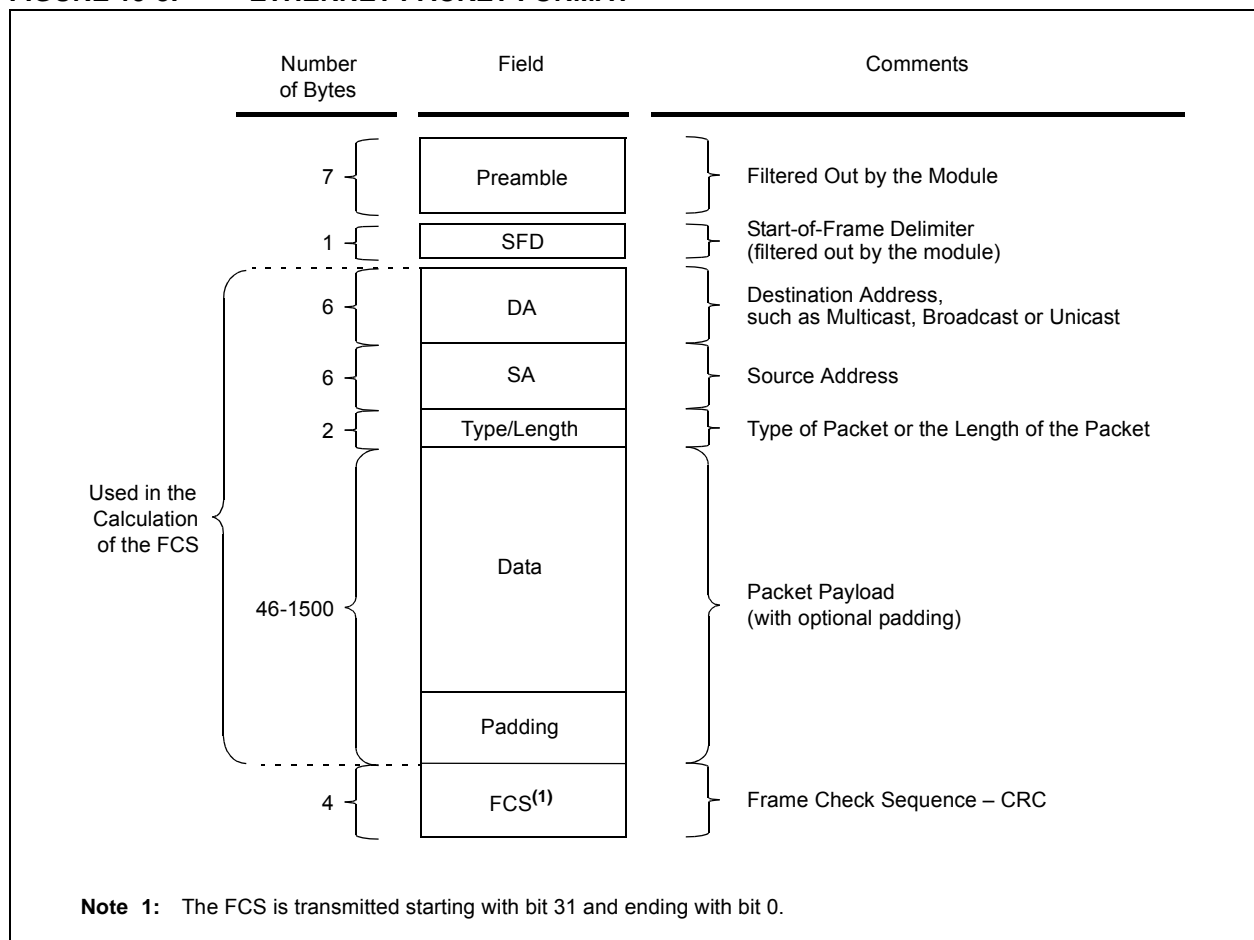 Number of Bytes
Field
Comments
7
Preamble
Filtered Out by the Module
1
SFD
Start-of-Frame Delimiter
(filtered out by the module)
6
DA
Destination Address,
such as Multicast, Broadcast or Unicast
6
SA
Source Address
2
Type/Length
Type of Packet or the Length of the Packet
Used in the
Calculation
of the FCS
46-1500
Data
Padding
Packet Payload
(with optional padding)
4
FCS(1)
Frame Check Sequence – CRC
Note 1: The FCS is transmitted starting with bit 31 and ending with bit 0.